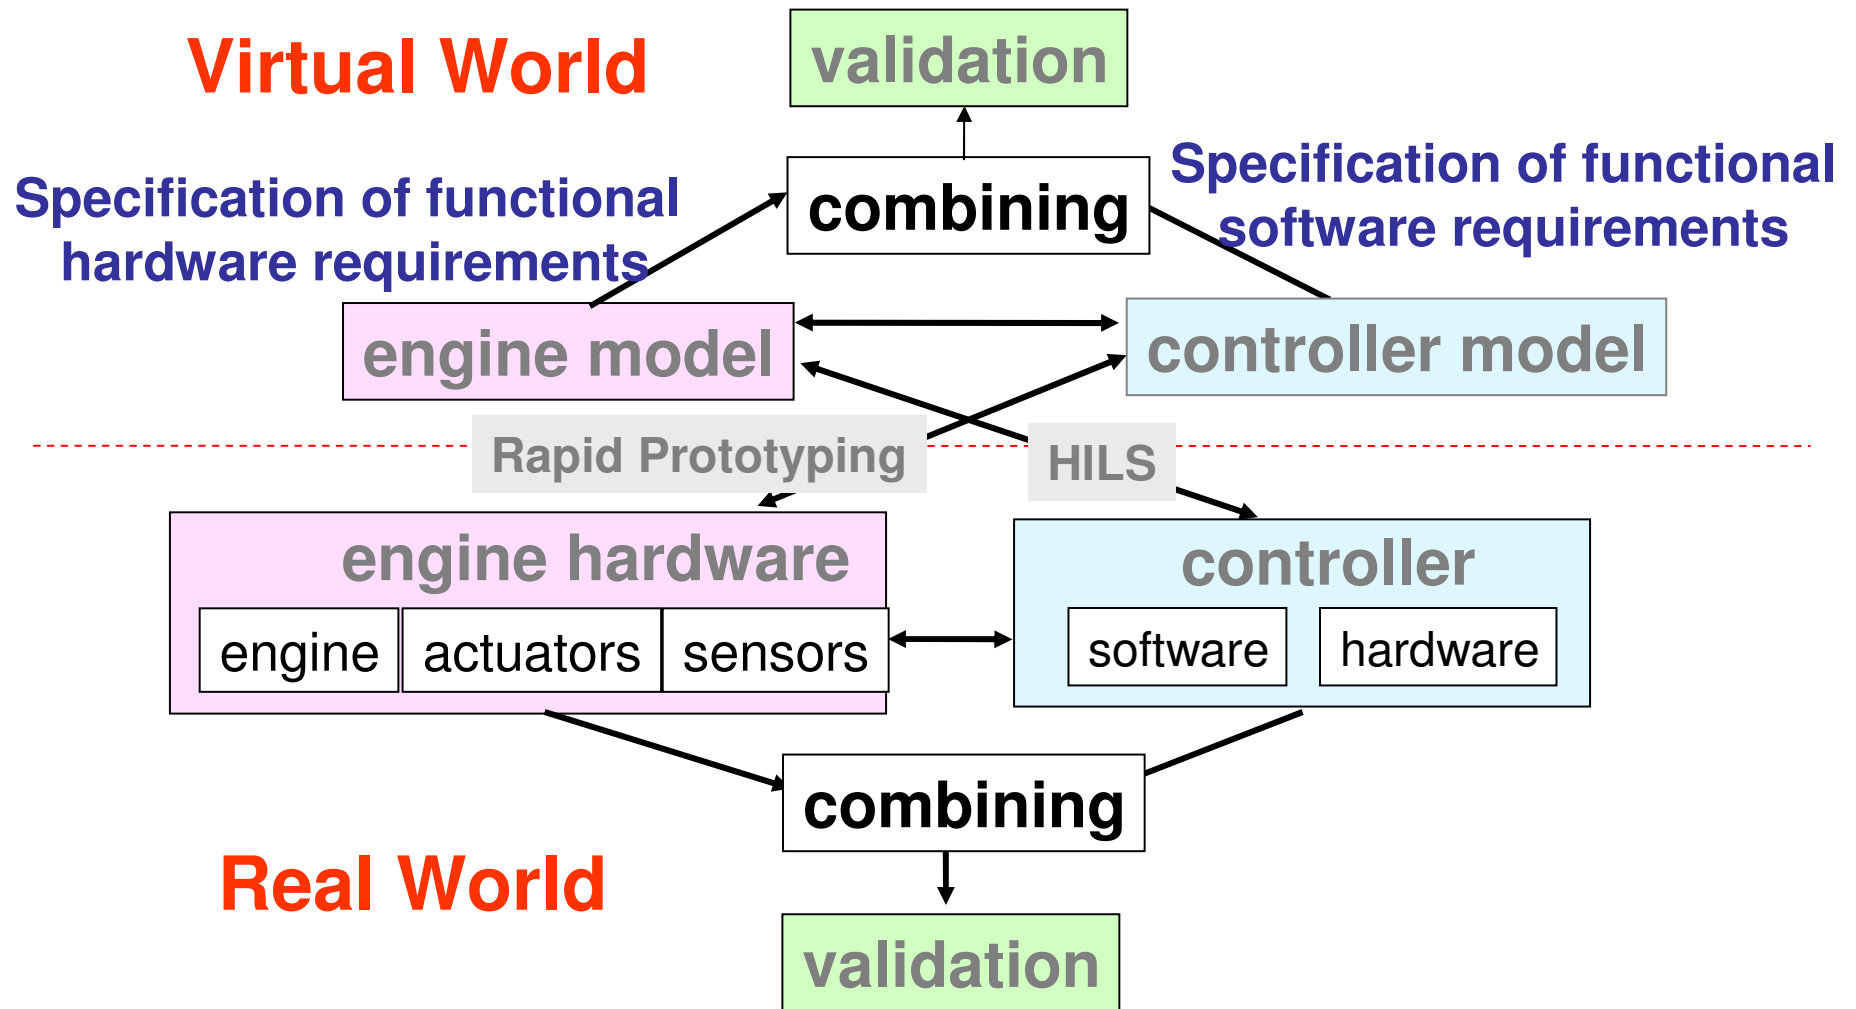 Virtual World
validation
Specification of functional
hardware requirements
combining
Specification of functional
software requirements
engine model
controller model
Rapid Prototyping
HILS
engine hardware
engine
actuators
sensors
controller
software
hardware
combining
Real World
validation